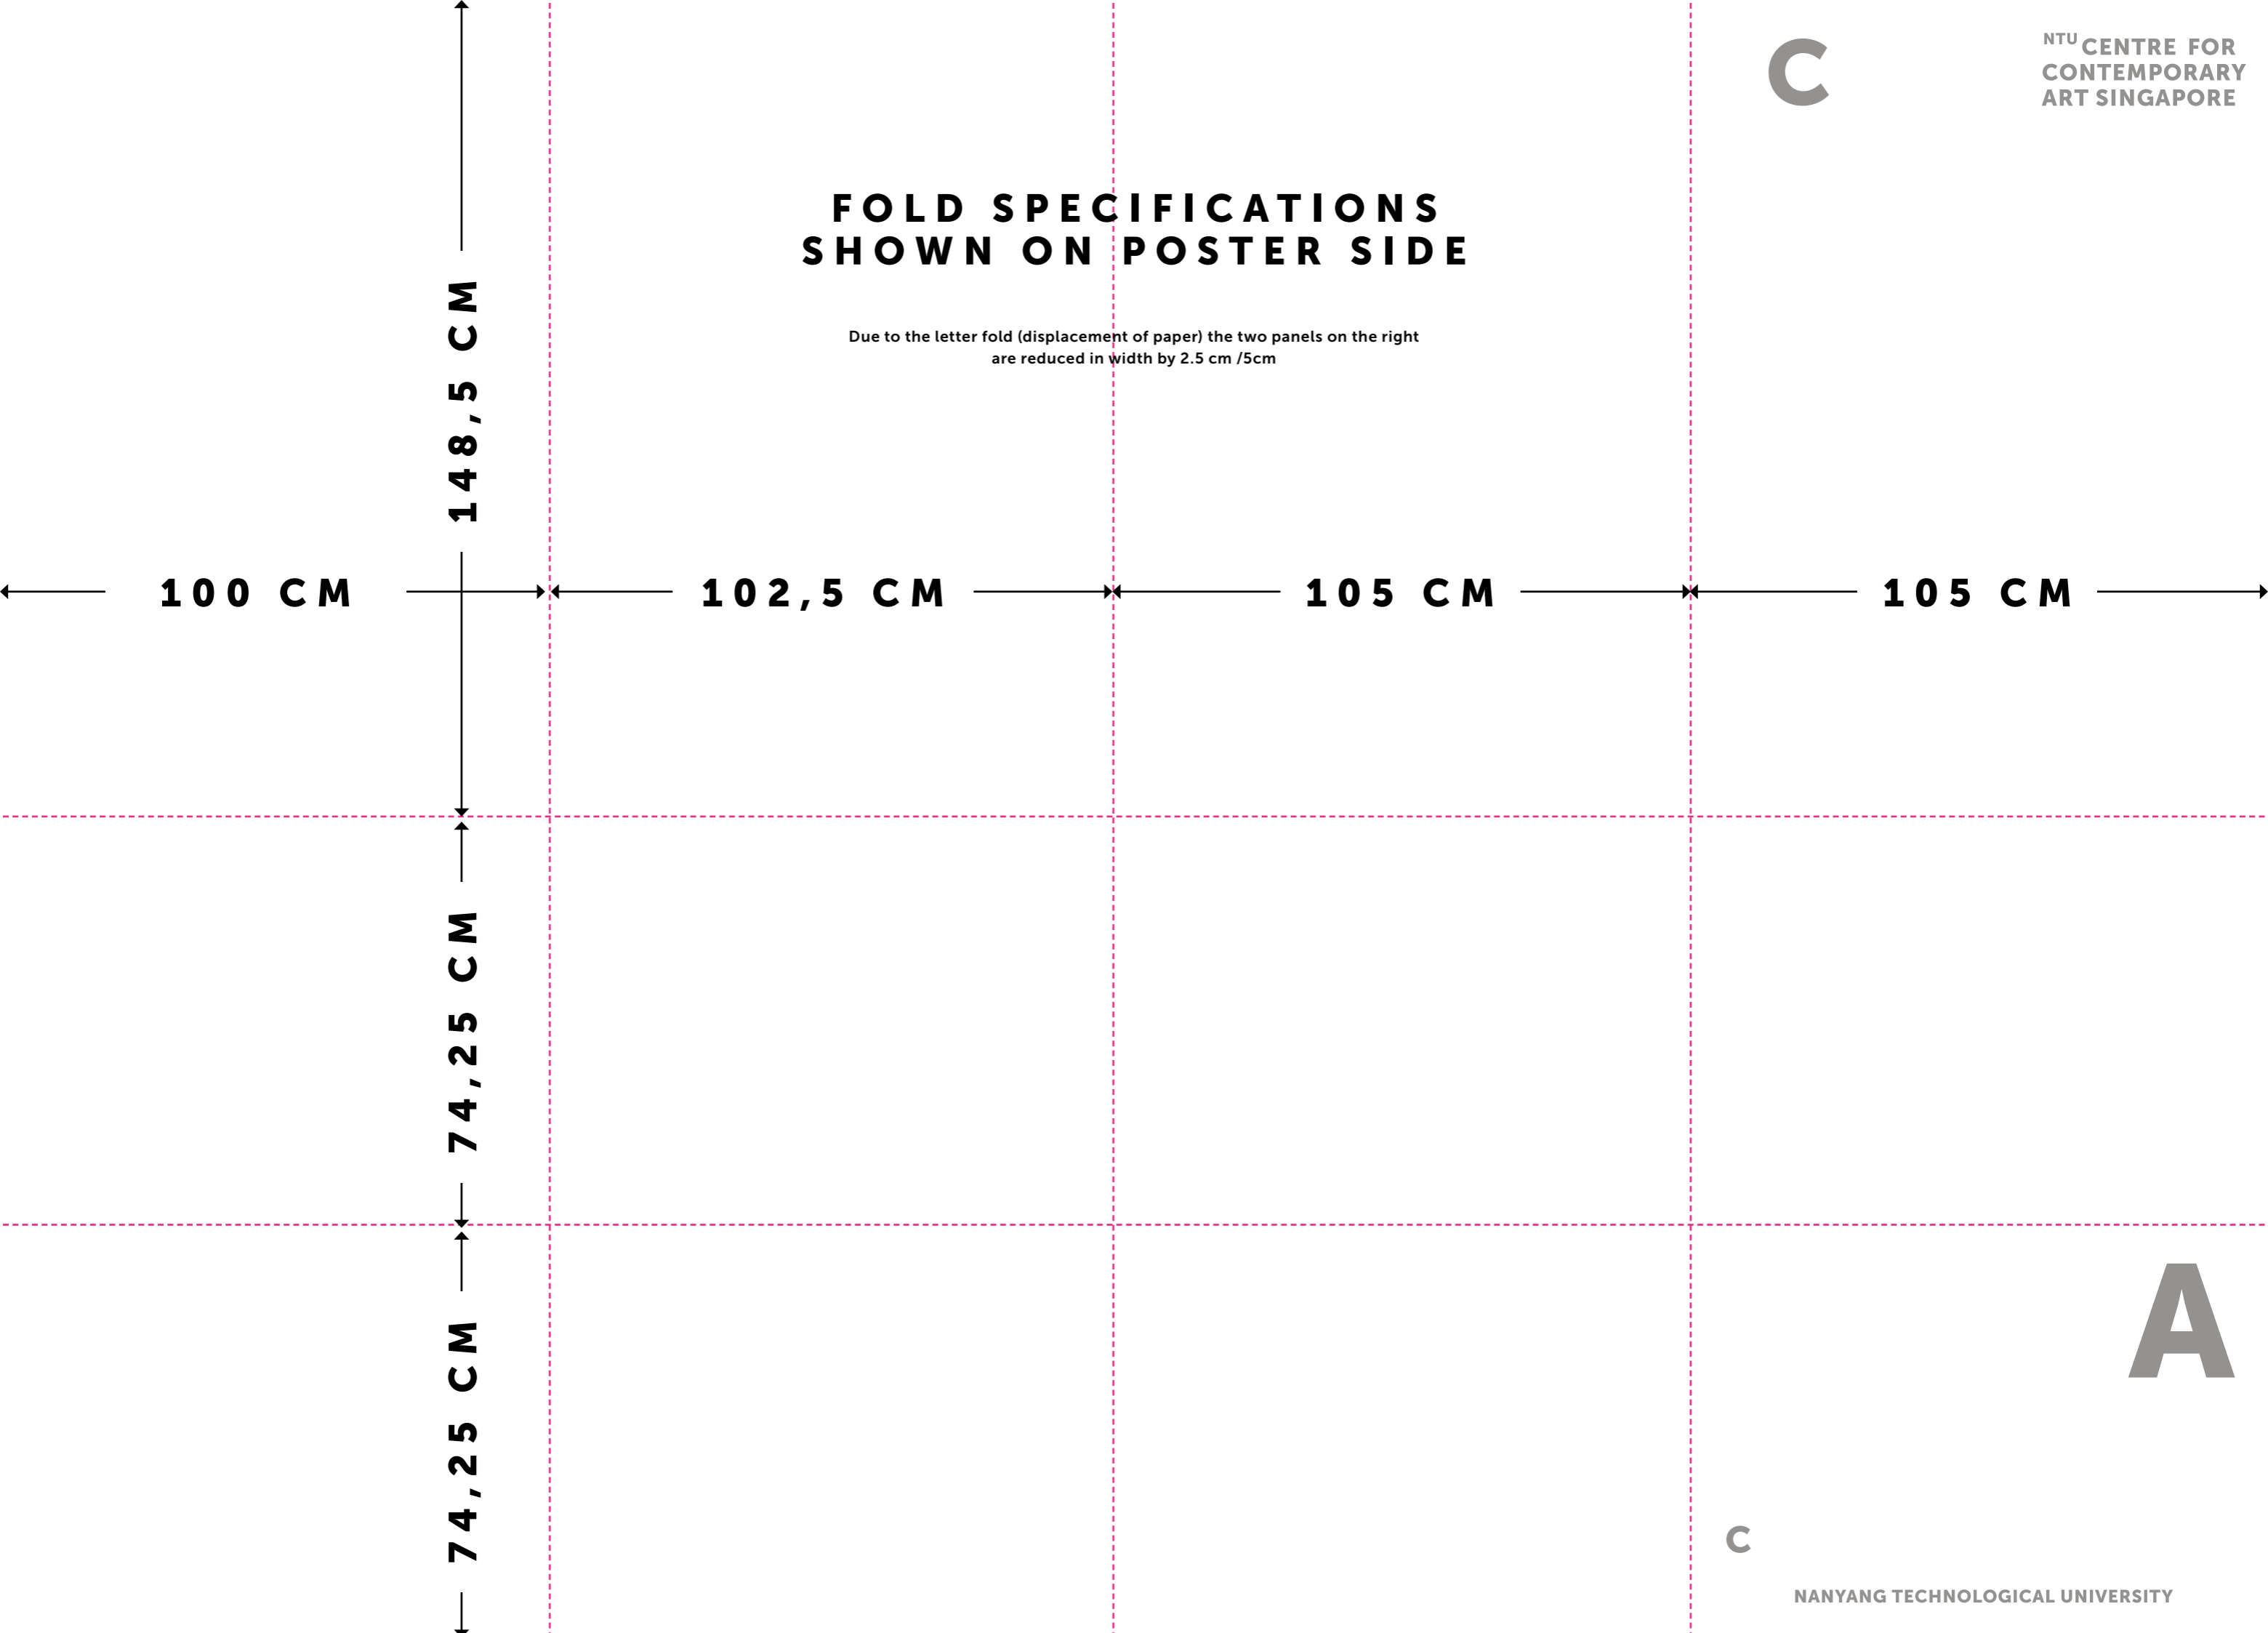 C
NTU CENTRE FOR
CONTEMPORARY
ART SINGAPORE
FOLD SPECIFICATIONS
SHOWN ON POSTER SIDE
Due to the letter fold (displacement of paper) the two panels on the right
are reduced in width by 2.5 cm /5cm
148,5 CM
100 CM
102,5 CM
105 CM
105 CM
74,25 CM
74,25 CM
A
C
NANYANG TECHNOLOGICAL UNIVERSITY